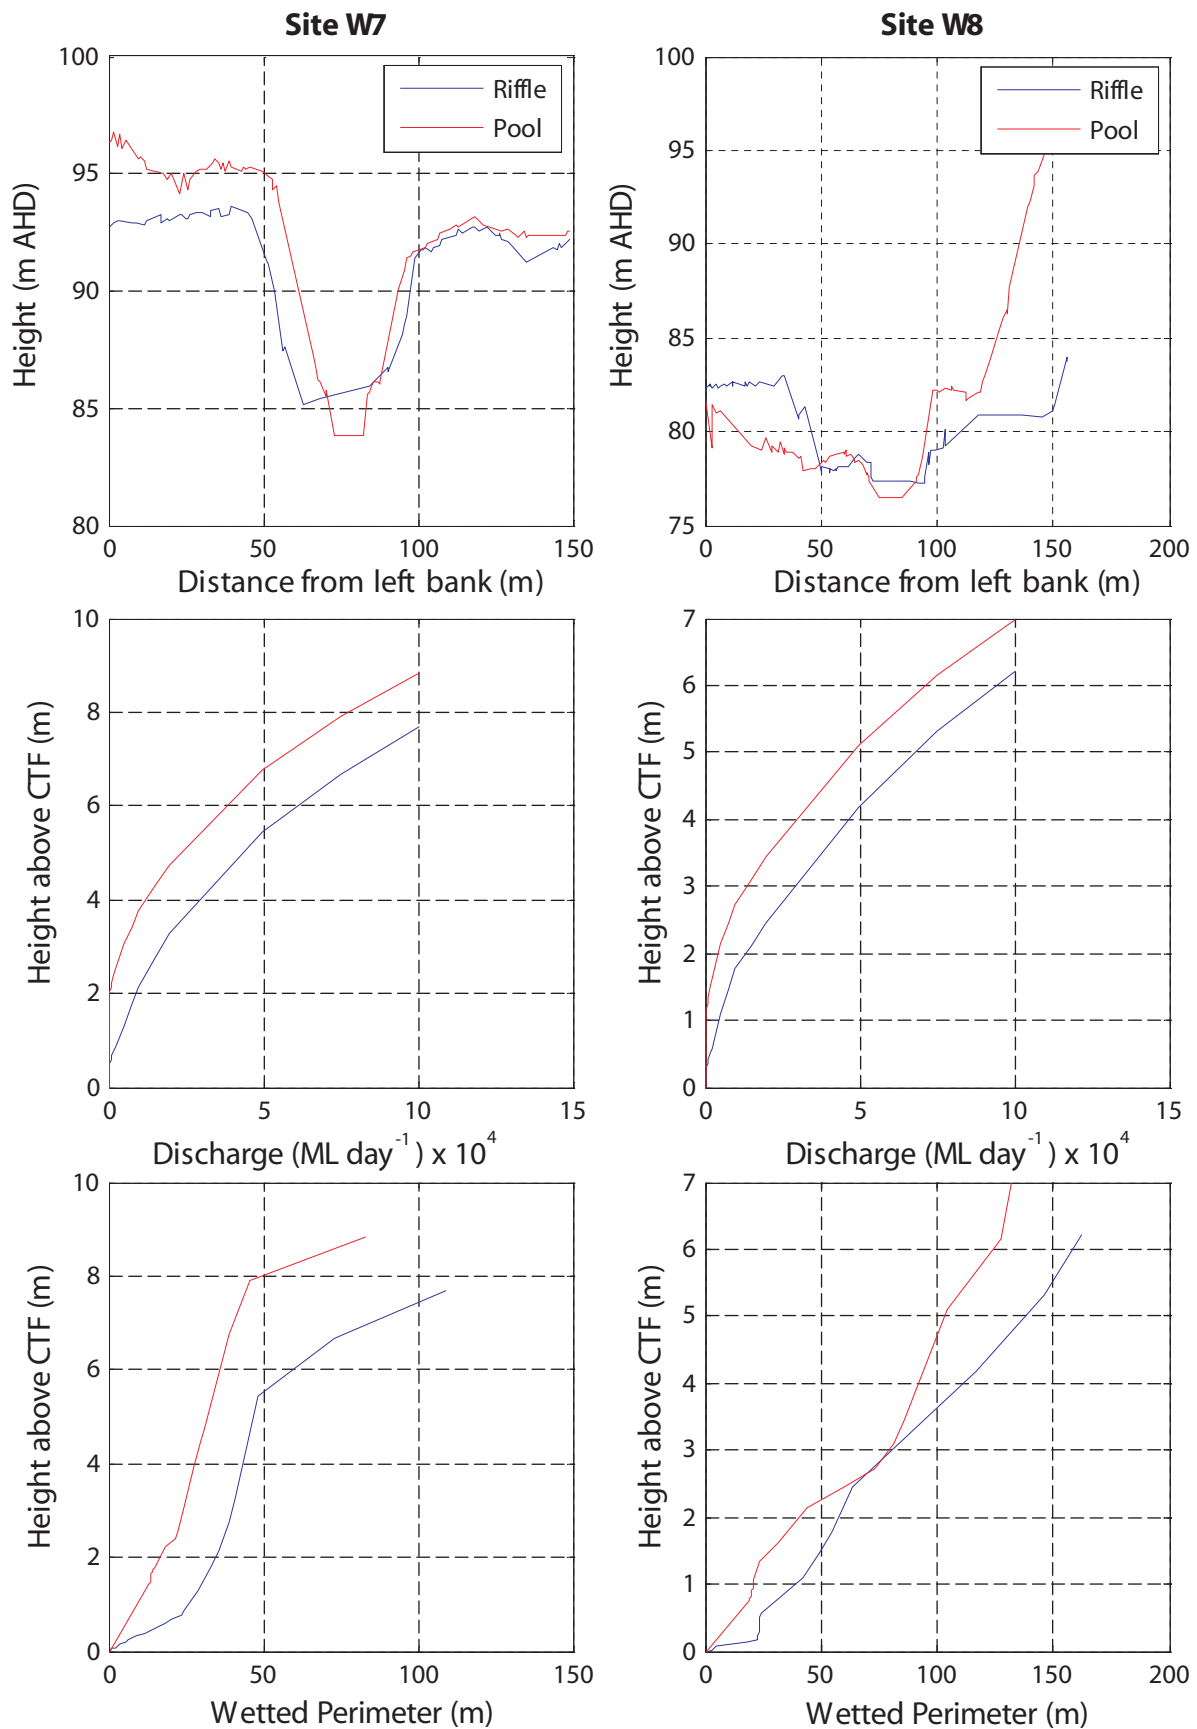 Site W7
100
95
90
85
80
Height (m AHD)
Riffle
Pool
0 50 100 150
Distance from left bank (m)
Site W8
100
95
90
85
80
75
Height (m AHD)
Riffle
Pool
0 50 100 150 200
Distance from left bank (m)
10
8
6
4
2
0
Height above CTF (m)
0 5 10 15
Discharge (ML day⁻¹) x 10⁴
7
6
5
4
3
2
1
0
Height above CTF (m)
0 5 10 15
Discharge (ML day⁻¹) x 10⁴
10
8
6
4
2
0
Height above CTF (m)
0 50 100 150
Wetted Perimeter (m)
7
6
5
4
3
2
1
0
Height above CTF (m)
0 50 100 150 200
Wetted Perimeter (m)